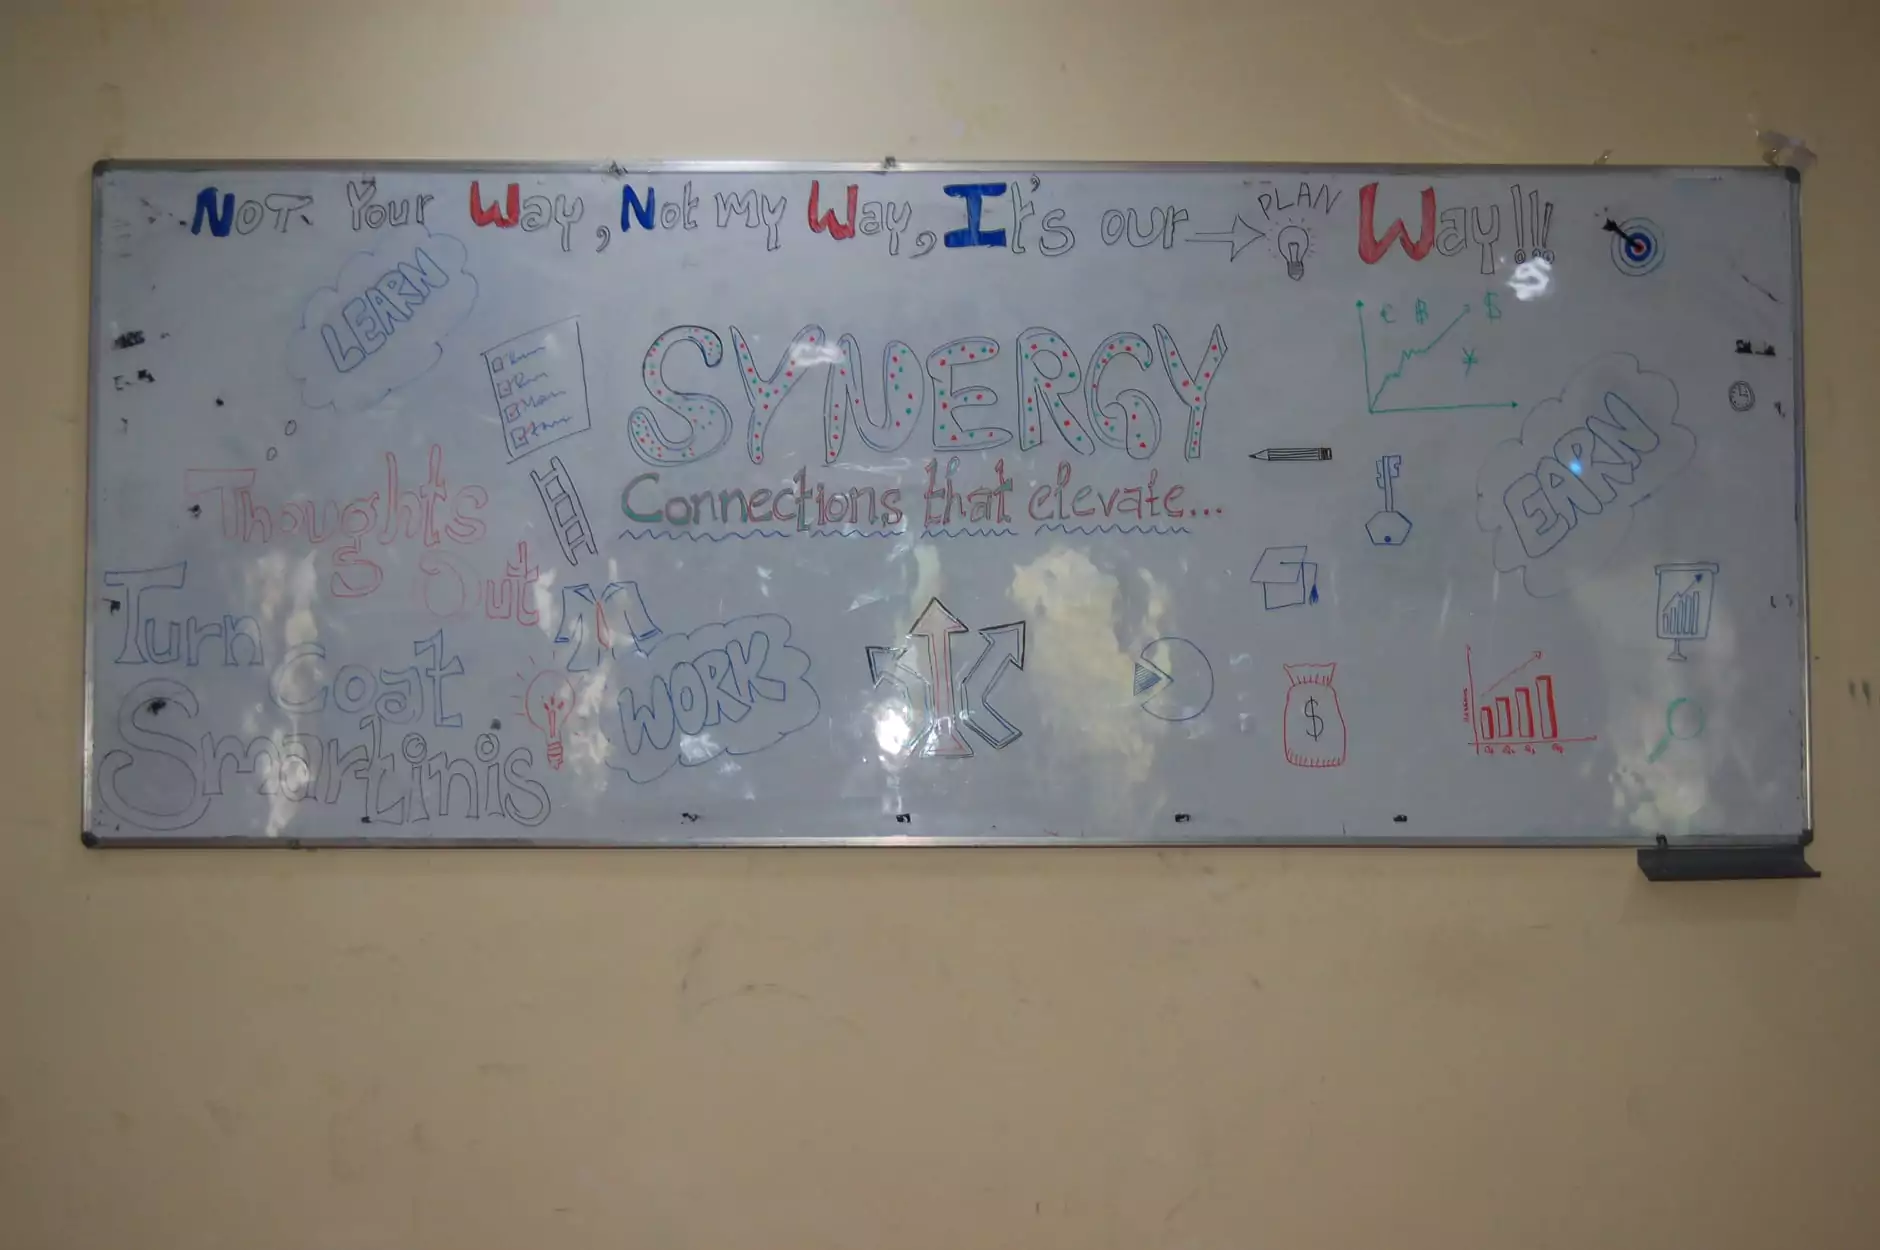 Not Your Way, Not my Way, It's our → PLAN Way!!!
LEARN
SYNERGY
Connections that elevate...
€ $
¥
EARN
Thoughts
Out
Turn
Coat
Smartinis
WORK
$